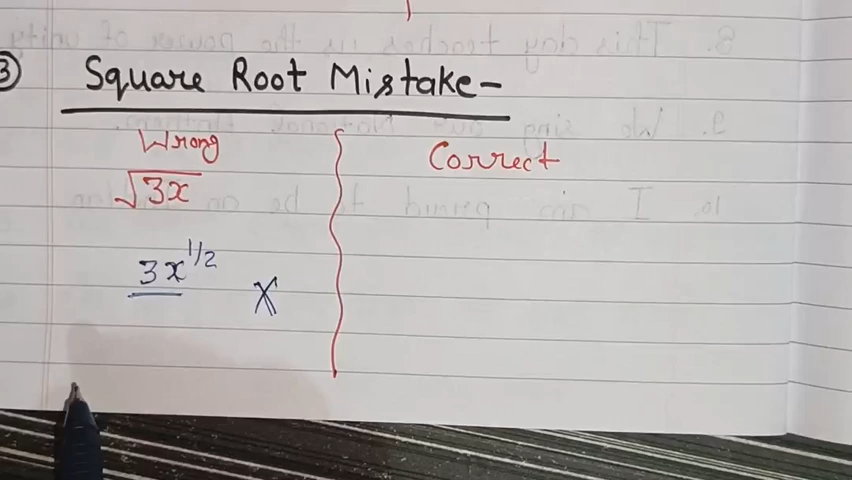 ③ Square Root Mistake-
Wrong
Correct
√3x
3x^1/2 X